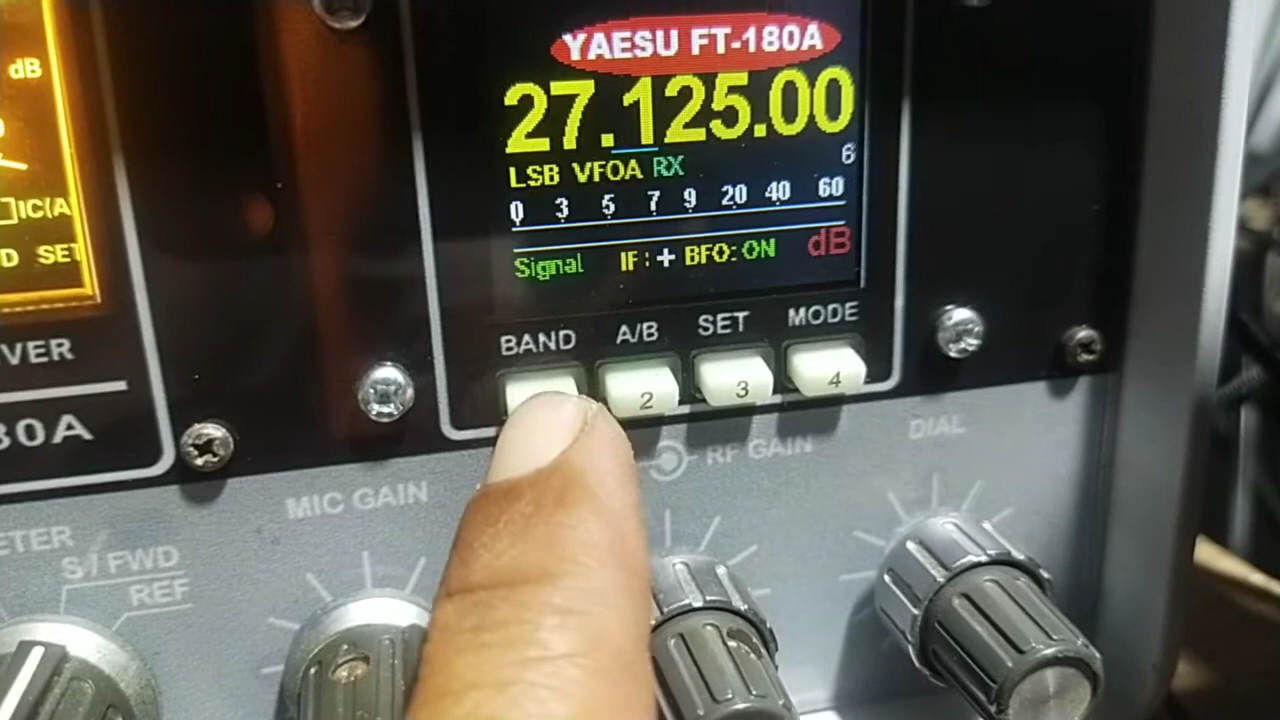 YAESU FT-180A
27.125.00
LSB VFOA RX 6
0 3 5 7 9 20 40 60
Signal IF:+ BFO: ON dB
BAND A/B SET MODE
2 3 4
dB
IC(A
D SET
VER
80A
MIC GAIN
RF GAIN
DIAL
ETER
S/FWD
REF